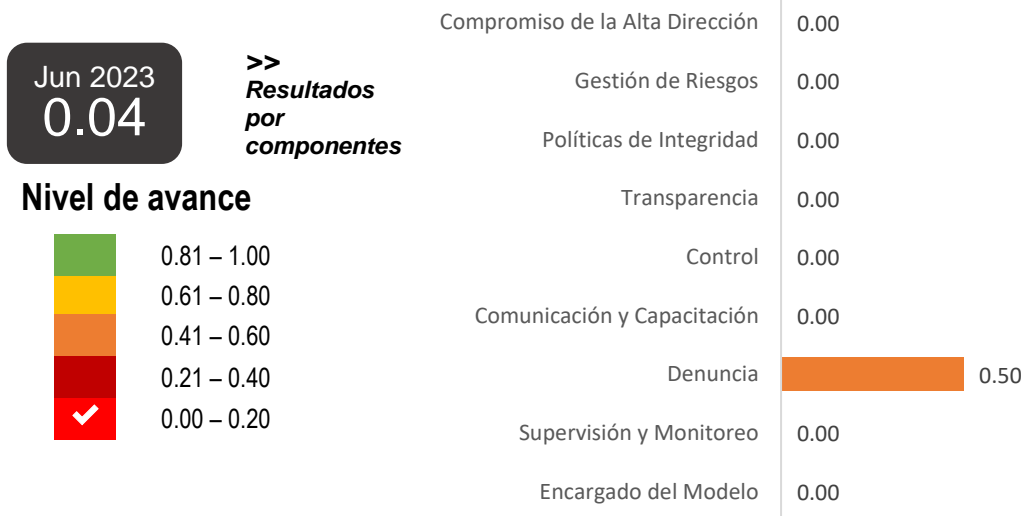 Jun 2023
0.04
>>
Resultados
por
componentes
Nivel de avance
0.81 – 1.00
0.61 – 0.80
0.41 – 0.60
0.21 – 0.40
0.00 – 0.20
Compromiso de la Alta Dirección 0.00
Gestión de Riesgos 0.00
Políticas de Integridad 0.00
Transparencia 0.00
Control 0.00
Comunicación y Capacitación 0.00
Denuncia 0.50
Supervisión y Monitoreo 0.00
Encargado del Modelo 0.00